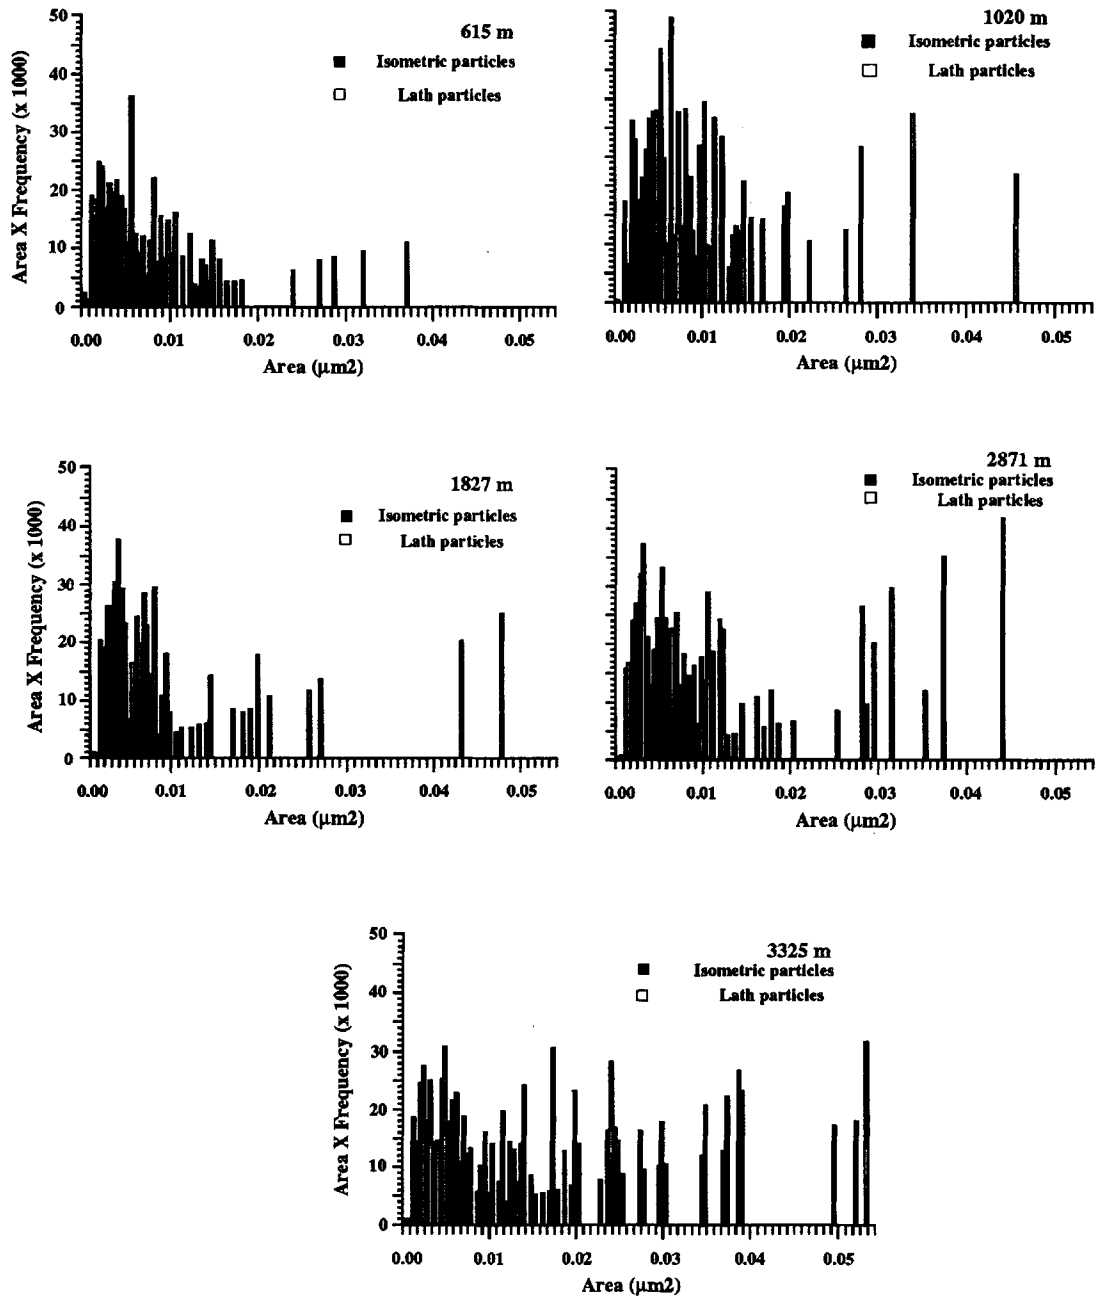 615 m
Isometric particles
Lath particles
Area X Frequency (x 1000)
50
40
30
20
10
0
0.00 0.01 0.02 0.03 0.04 0.05
Area (μm2)
1020 m
Isometric particles
Lath particles
0.00 0.01 0.02 0.03 0.04 0.05
Area (μm2)
1827 m
Isometric particles
Lath particles
Area X Frequency (x 1000)
50
40
30
20
10
0
0.00 0.01 0.02 0.03 0.04 0.05
Area (μm2)
2871 m
Isometric particles
Lath particles
0.00 0.01 0.02 0.03 0.04 0.05
Area (μm2)
3325 m
Isometric particles
Lath particles
Area X Frequency (x 1000)
50
40
30
20
10
0
0.00 0.01 0.02 0.03 0.04 0.05
Area (μm2)